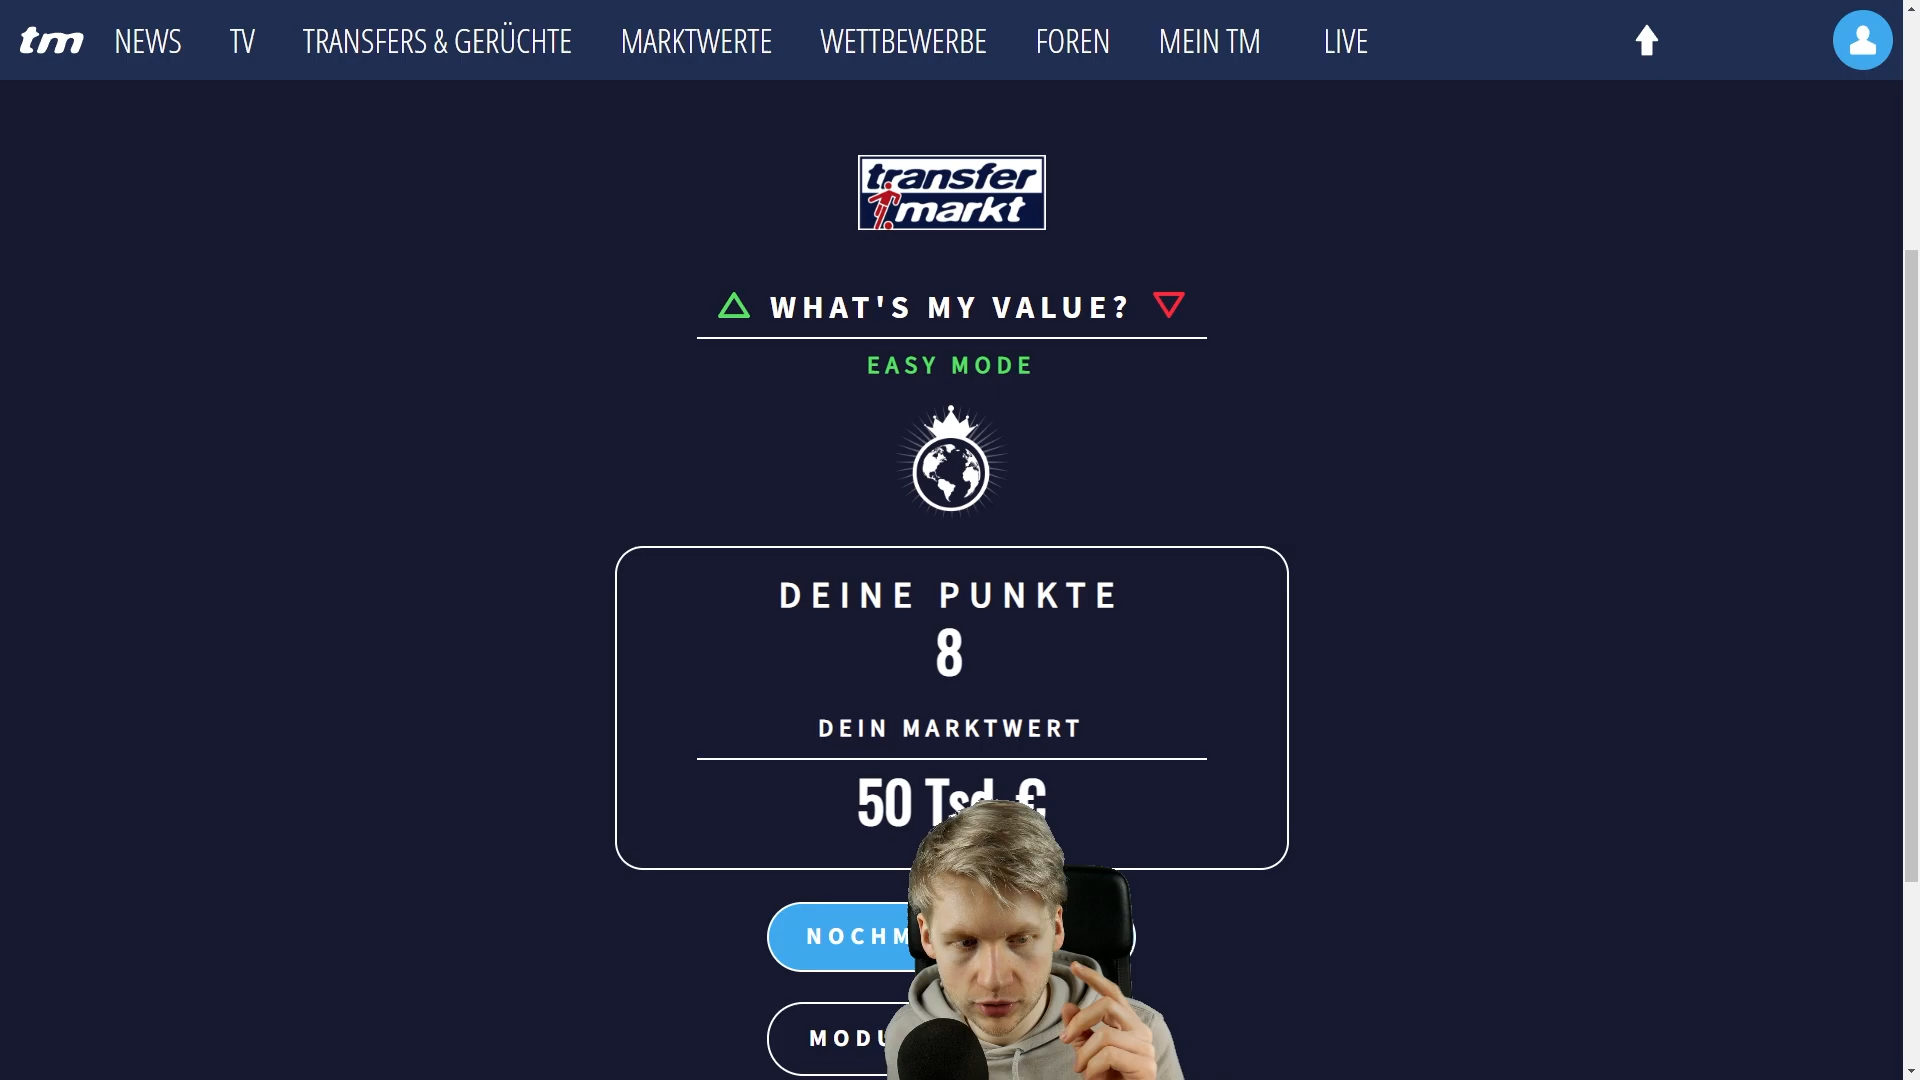 tm NEWS TV TRANSFERS & GERÜCHTE MARKTWERTE WETTBEWERBE FOREN MEIN TM LIVE
transfer
markt
WHAT'S MY VALUE?
EASY MODE
DEINE PUNKTE
8
DEIN MARKTWERT
50 Tsd. €